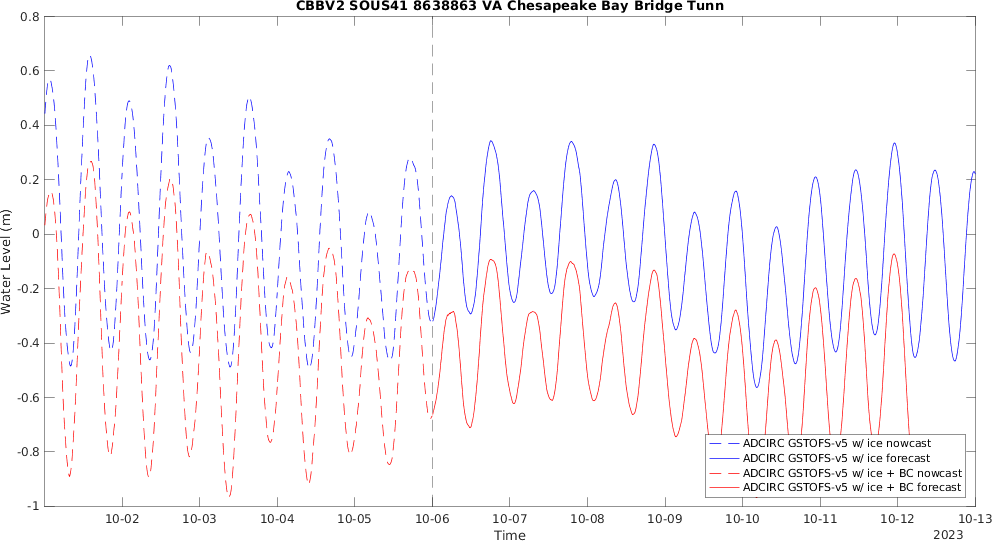 CBBV2 SOUS41 8638863 VA Chesapeake Bay Bridge Tunn
0.8
0.6
0.4
0.2
0
-0.2
-0.4
-0.6
-0.8
-1
Water Level (m)
ADCIRC GSTOFS-v5 w/ ice nowcast
ADCIRC GSTOFS-v5 w/ ice forecast
ADCIRC GSTOFS-v5 w/ ice + BC nowcast
ADCIRC GSTOFS-v5 w/ ice + BC forecast
10-02 10-03 10-04 10-05 10-06 10-07 10-08 10-09 10-10 10-11 10-12 10-13
Time
2023